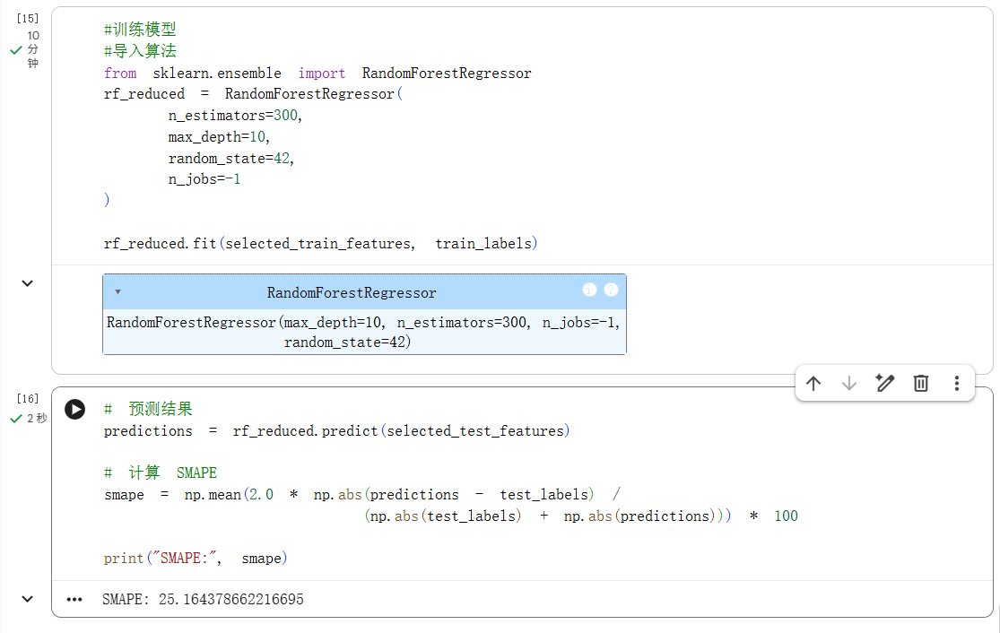 [15]
10
分
钟
#训练模型
#导入算法
from sklearn.ensemble import RandomForestRegressor
rf_reduced = RandomForestRegressor(
n_estimators=300,
max_depth=10,
random_state=42,
n_jobs=-1
)
rf_reduced.fit(selected_train_features, train_labels)
RandomForestRegressor
RandomForestRegressor(max_depth=10, n_estimators=300, n_jobs=-1,
random_state=42)
[16]
2 秒
# 预测结果
predictions = rf_reduced.predict(selected_test_features)
# 计算 SMAPE
smape = np.mean(2.0 * np.abs(predictions - test_labels) /
(np.abs(test_labels) + np.abs(predictions))) * 100
print("SMAPE:", smape)
SMAPE: 25.164378662216695